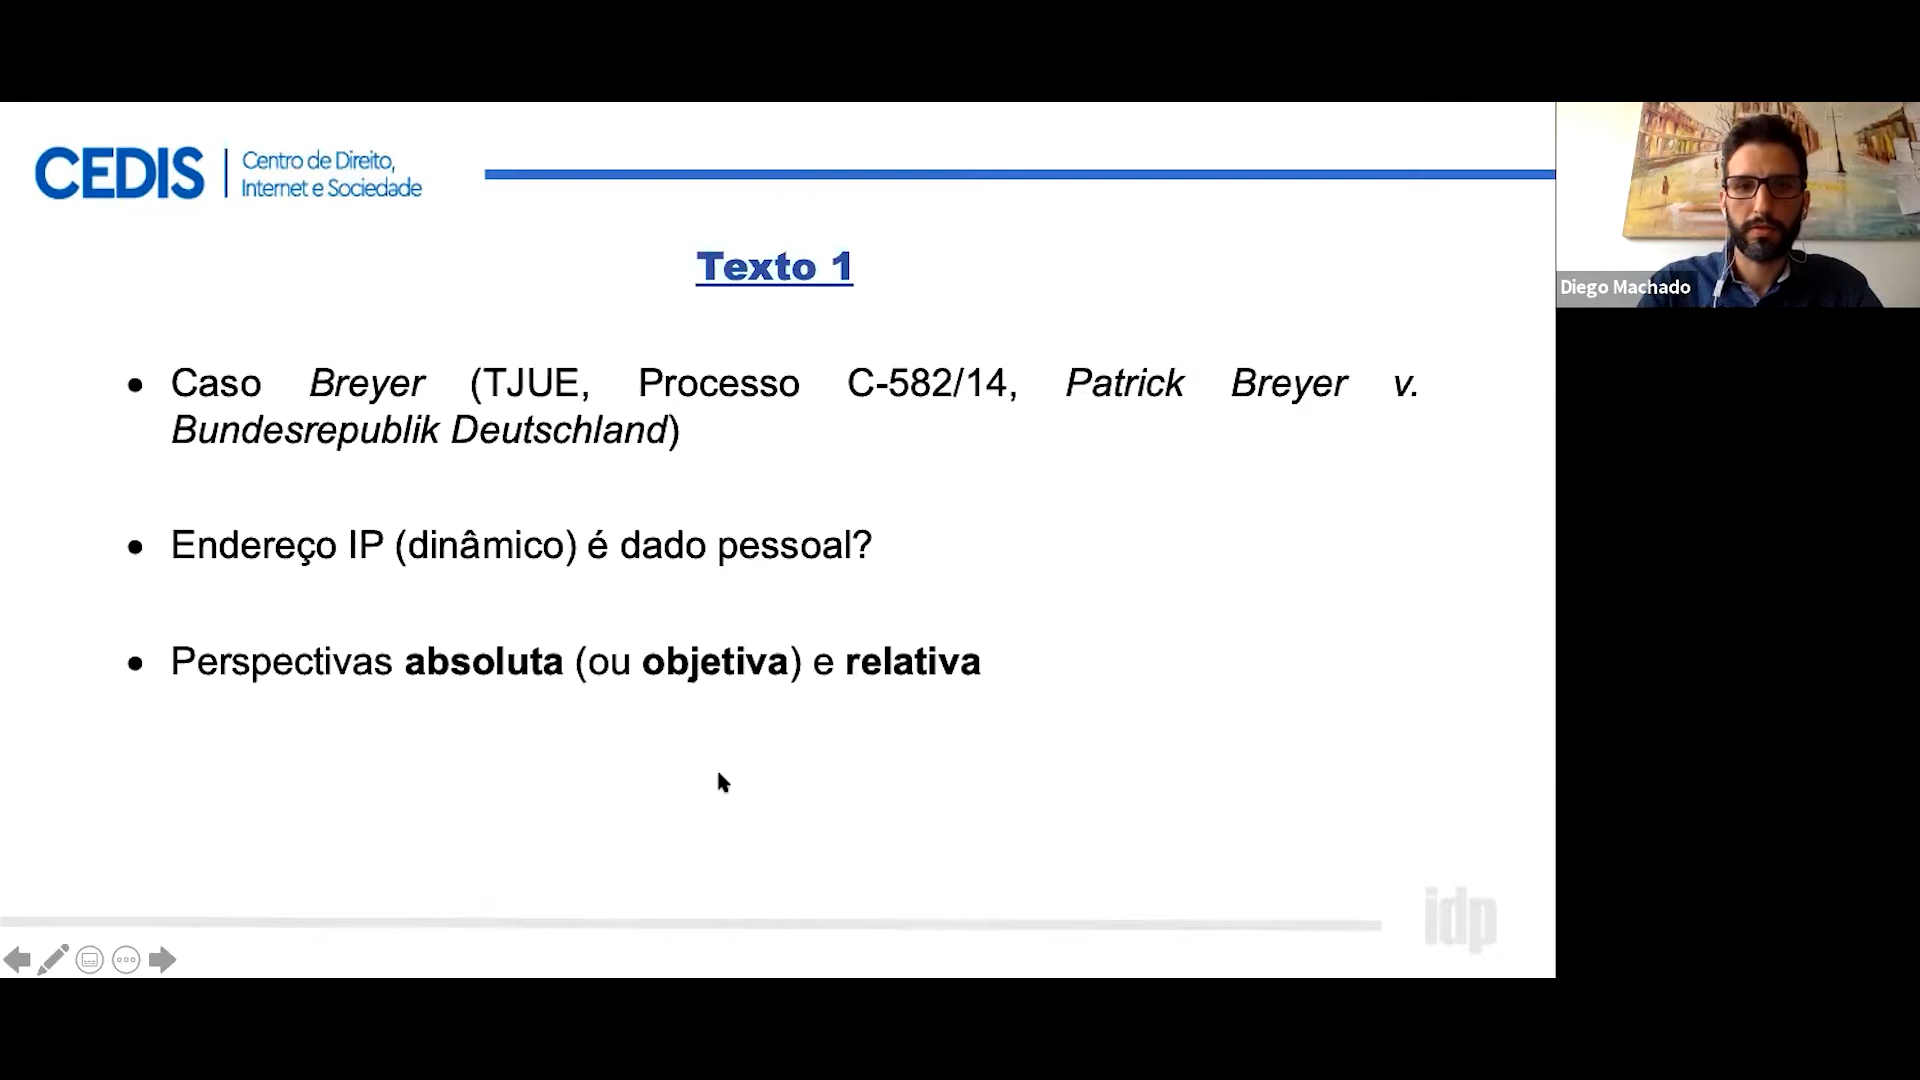 CEDIS
Centro de Direito,
Internet e Sociedade
Diego Machado
Texto 1
• Caso Breyer (TJUE, Processo C-582/14, Patrick Breyer v.
Bundesrepublik Deutschland)
• Endereço IP (dinâmico) é dado pessoal?
• Perspectivas absoluta (ou objetiva) e relativa
idp